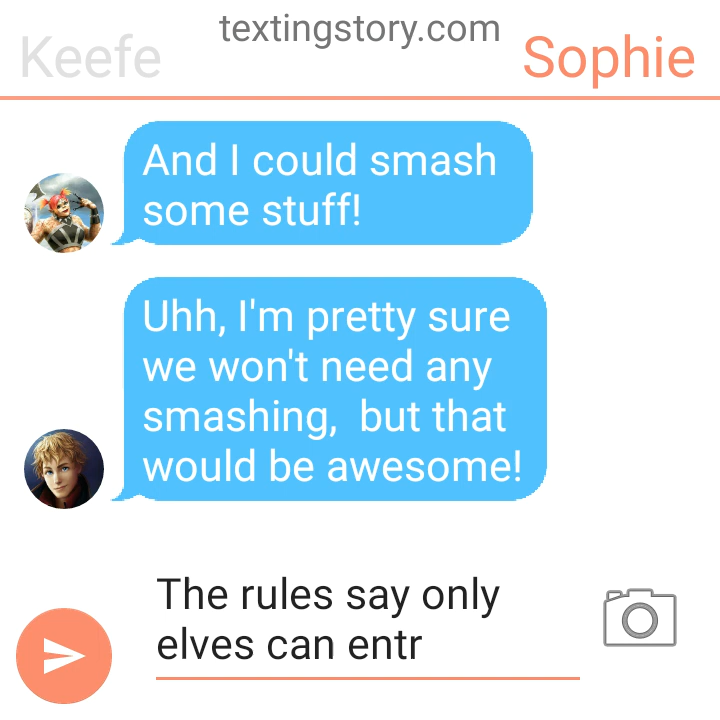 textingstory.com
Keefe
Sophie
And I could smash
some stuff!
Uhh, I'm pretty sure
we won't need any
smashing,  but that
would be awesome!
The rules say only
elves can entr